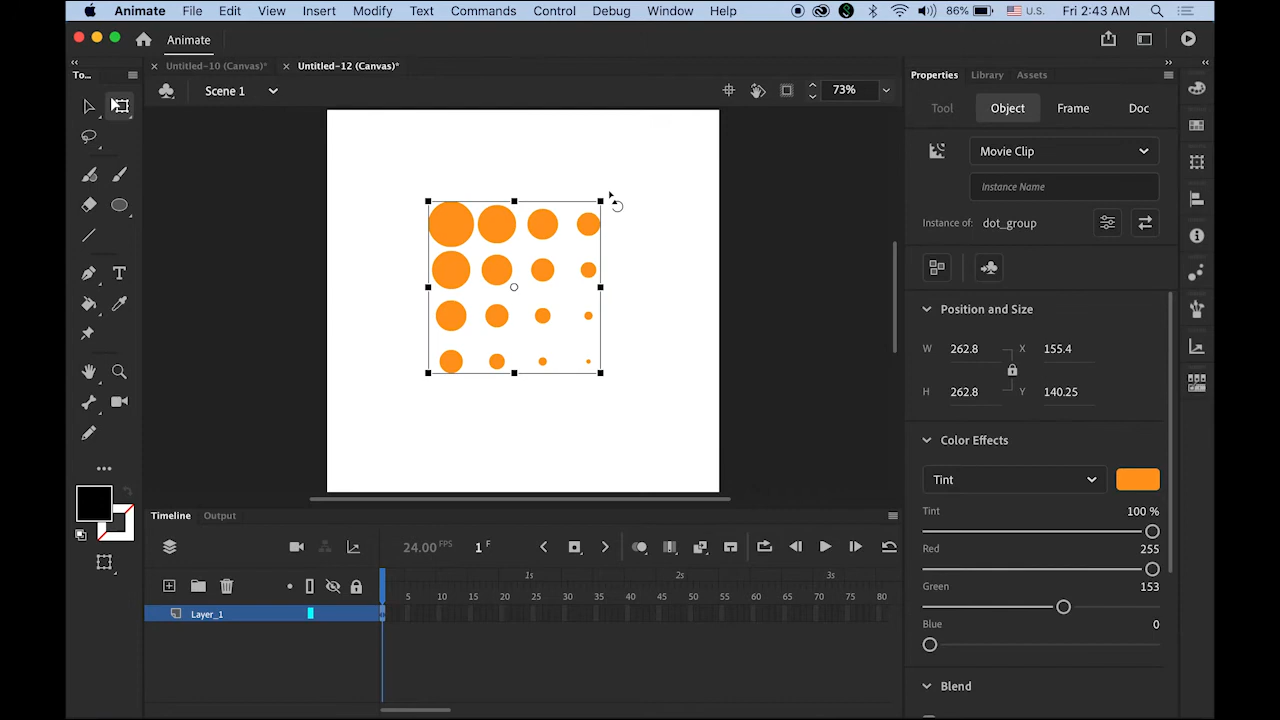 Animate File Edit View Insert Modify Text Commands Control Debug Window Help 86% U.S. Fri 2:43 AM
Animate
To...
Untitled-10 (Canvas)* Untitled-12 (Canvas)*
Scene 1 73%
Properties Library Assets
Tool Object Frame Doc
Movie Clip
Instance Name
Instance of: dot_group
Position and Size
W 262.8 X 155.4
H 262.8 Y 140.25
Color Effects
Tint
Tint 100 %
Red 255
Green 153
Blue 0
Blend
Timeline Output
24.00 FPS 1 F
1s 2s 3s
5 10 15 20 25 30 35 40 45 50 55 60 65 70 75 80
Layer_1